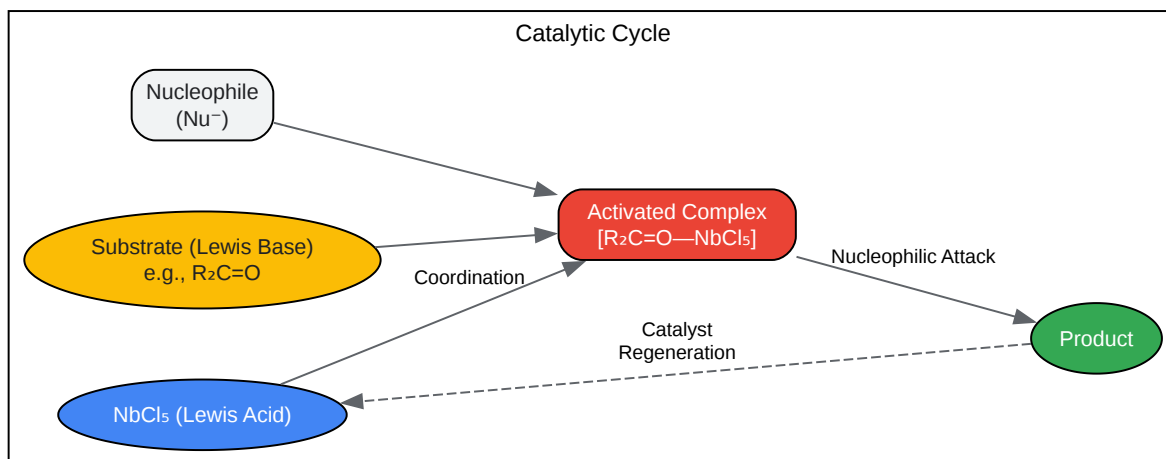 Catalytic Cycle
Nucleophile
(Nu⁻)
Substrate (Lewis Base)
e.g., R₂C=O
Activated Complex
[R₂C=O—NbCl₅]
Coordination
Nucleophilic Attack
Catalyst
Regeneration
Product
NbCl₅ (Lewis Acid)